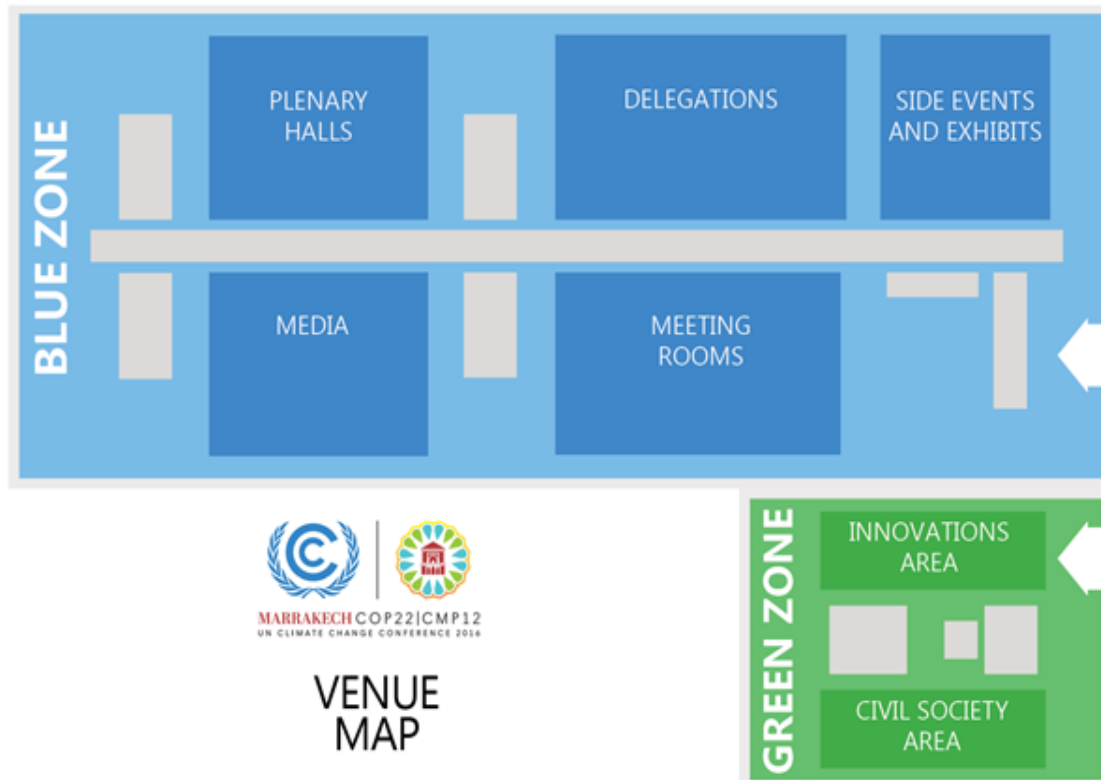 BLUE ZONE
PLENARY
HALLS
DELEGATIONS
SIDE EVENTS
AND EXHIBITS
MEDIA
MEETING
ROOMS
MARRAKECH COP22|CMP12
UN CLIMATE CHANGE CONFERENCE 2016
VENUE
MAP
GREEN ZONE
INNOVATIONS
AREA
CIVIL SOCIETY
AREA